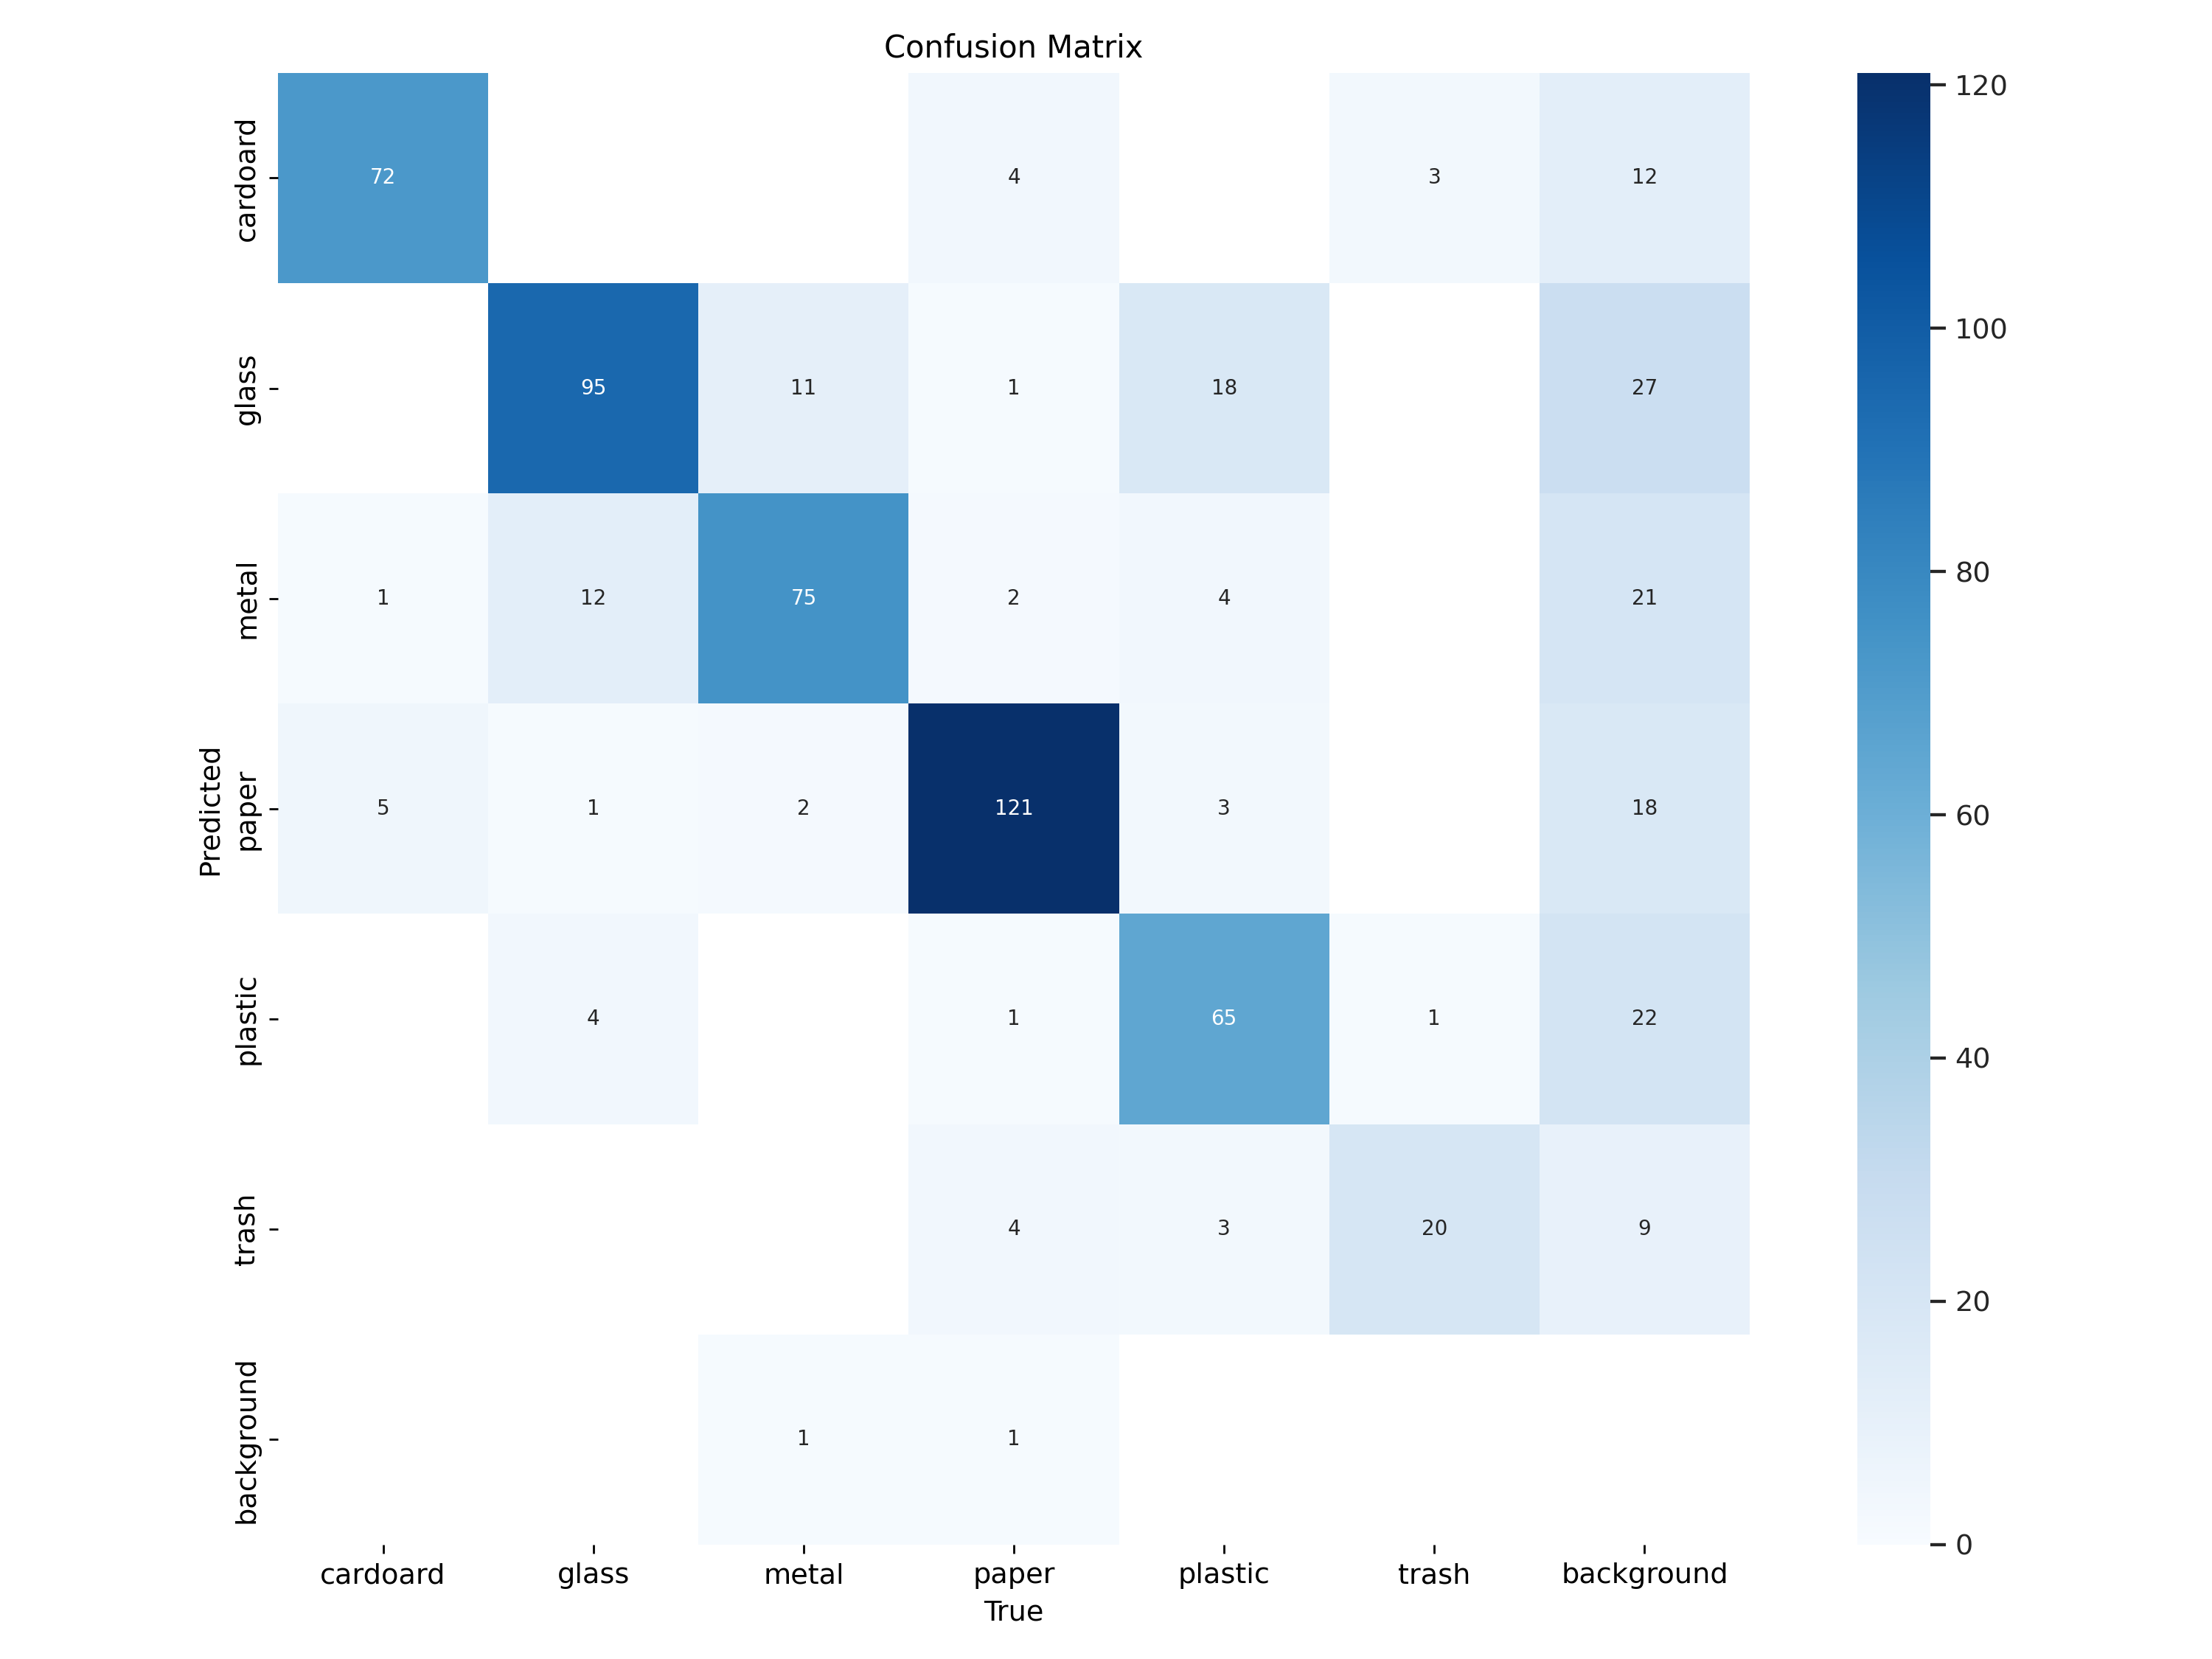 Confusion Matrix
cardoard 72 4 3 12
glass 95 11 1 18 27
metal 1 12 75 2 4 21
paper 5 1 2 121 3 18
plastic 4 1 65 1 22
trash 4 3 20 9
background 1 1
Predicted
cardoard glass metal paper plastic trash background
True
120
100
80
60
40
20
0